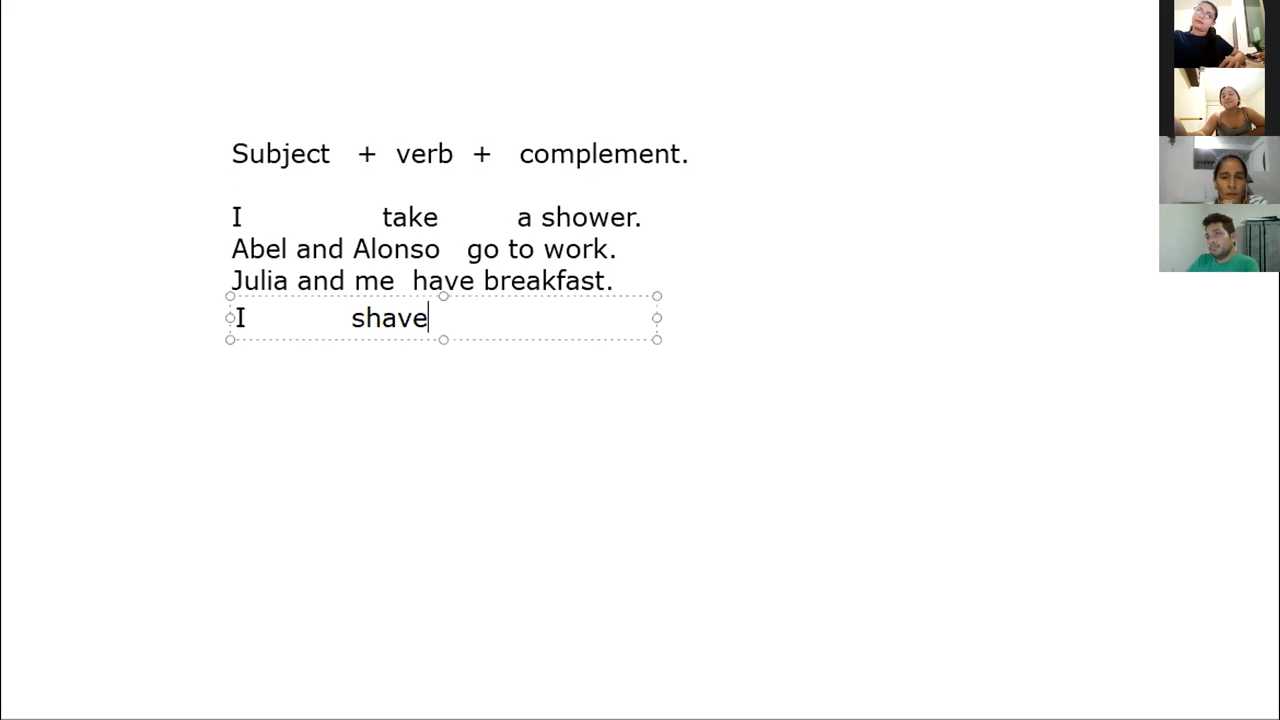 Subject + verb + complement.
I take a shower.
Abel and Alonso go to work.
Julia and me have breakfast.
I shave